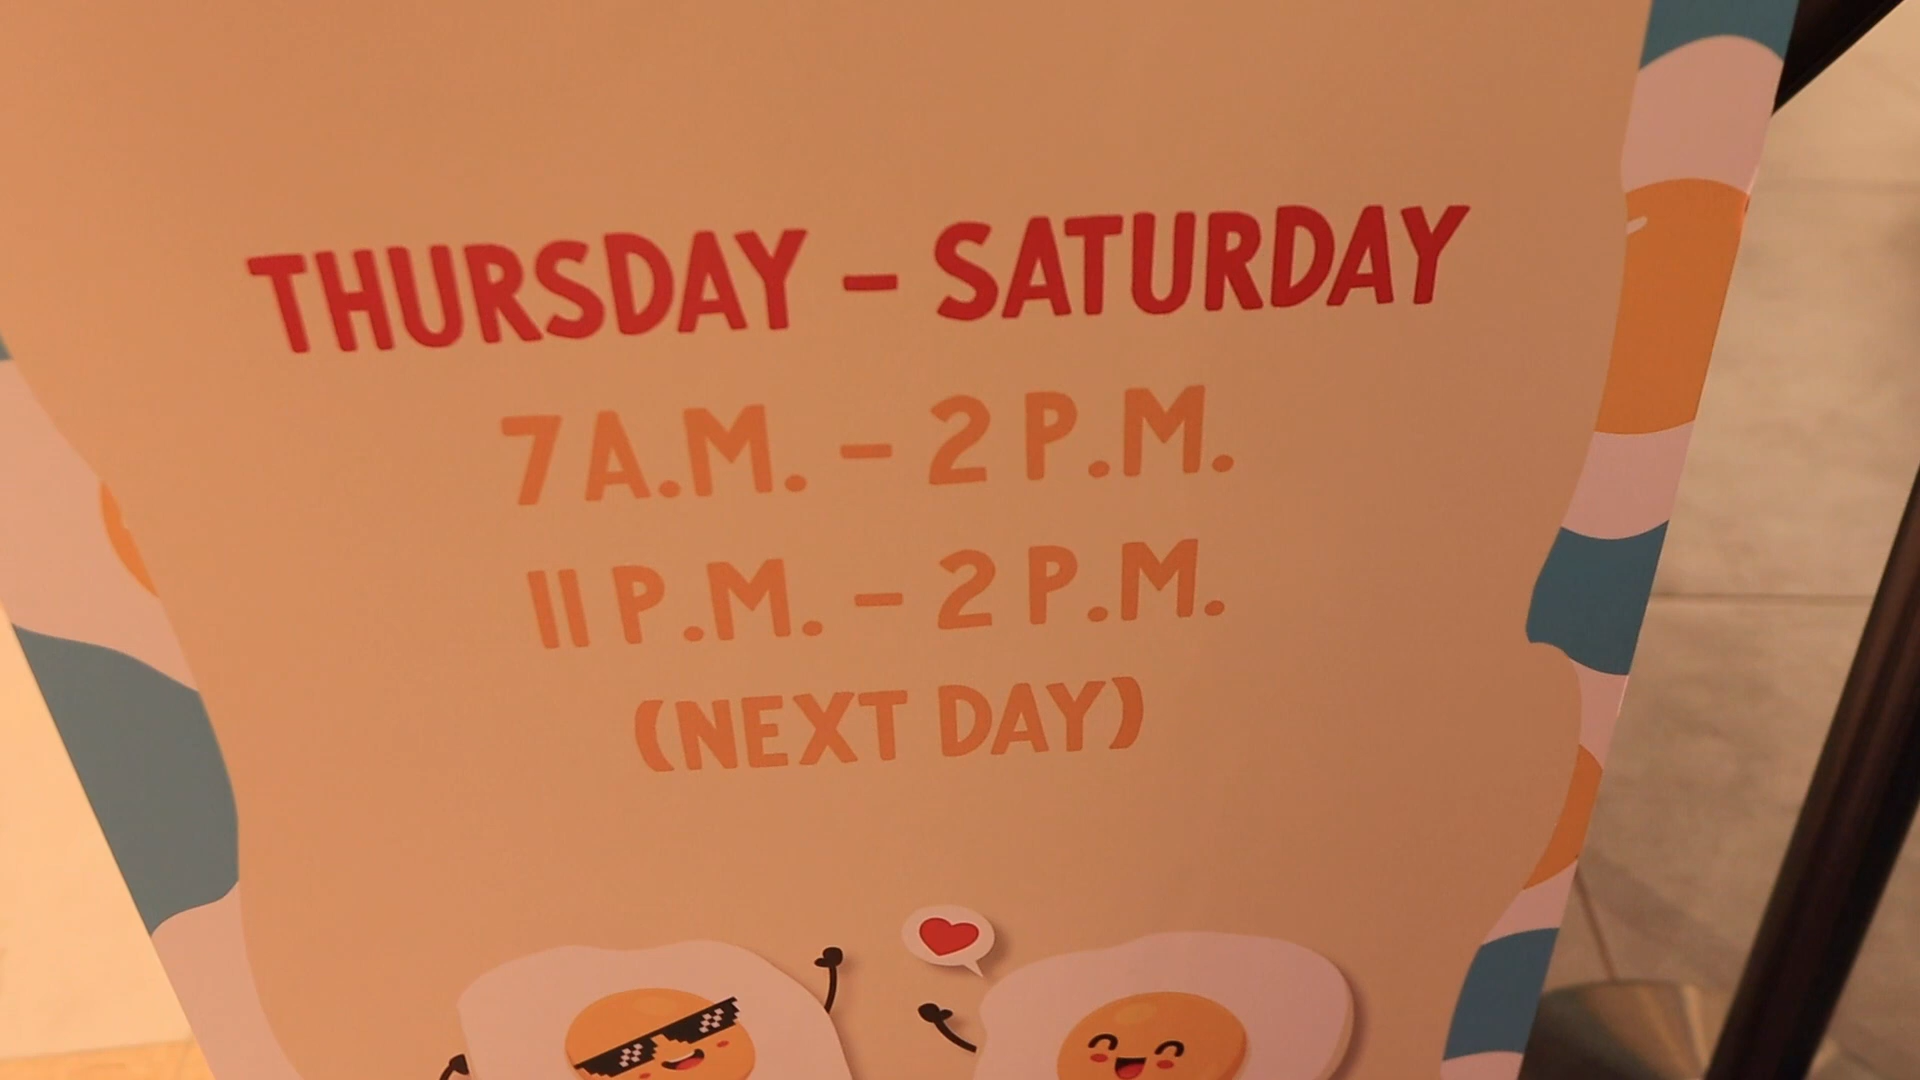 THURSDAY - SATURDAY
7 A.M. - 2 P.M.
11 P.M. - 2 P.M.
(NEXT DAY)